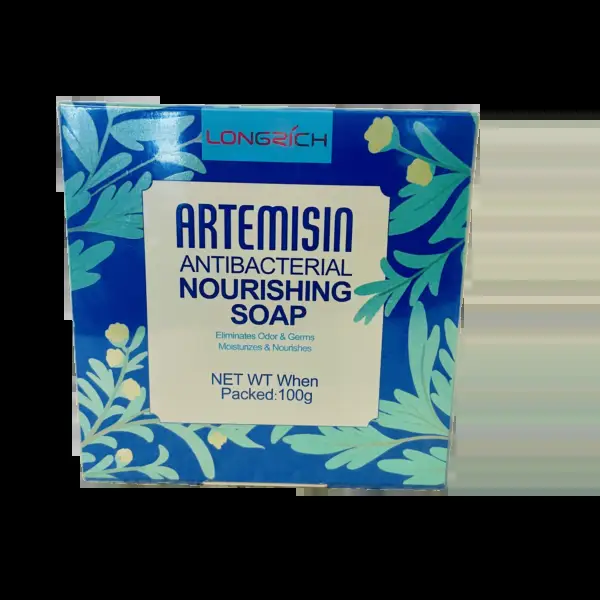 LONGRICH
ARTEMISIN
ANTIBACTERIAL
NOURISHING
SOAP
Eliminates Odor & Germs
Moisturizes & Nourishes
NET WT When
Packed:100g